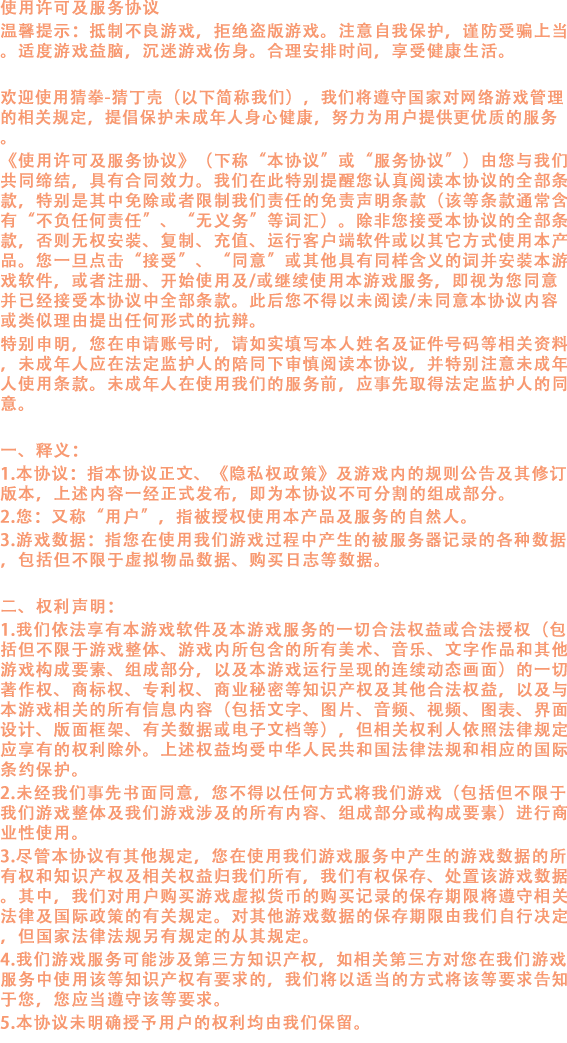 使用许可及服务协议
温馨提示：抵制不良游戏，拒绝盗版游戏。注意自我保护，谨防受骗上当
。适度游戏益脑，沉迷游戏伤身。合理安排时间，享受健康生活。
欢迎使用猜拳-猜丁壳（以下简称我们），我们将遵守国家对网络游戏管理
的相关规定，提倡保护未成年人身心健康，努力为用户提供更优质的服务
。
《使用许可及服务协议》（下称“本协议”或“服务协议”）由您与我们
共同缔结，具有合同效力。我们在此特别提醒您认真阅读本协议的全部条
款，特别是其中免除或者限制我们责任的免责声明条款（该等条款通常含
有“不负任何责任”、“无义务”等词汇）。除非您接受本协议的全部条
款，否则无权安装、复制、充值、运行客户端软件或以其它方式使用本产
品。您一旦点击“接受”、“同意”或其他具有同样含义的词并安装本游
戏软件，或者注册、开始使用及/或继续使用本游戏服务，即视为您同意
并已经接受本协议中全部条款。此后您不得以未阅读/未同意本协议内容
或类似理由提出任何形式的抗辩。
特别申明，您在申请账号时，请如实填写本人姓名及证件号码等相关资料
，未成年人应在法定监护人的陪同下审慎阅读本协议，并特别注意未成年
人使用条款。未成年人在使用我们的服务前，应事先取得法定监护人的同
意。
一、释义：
1.本协议：指本协议正文、《隐私权政策》及游戏内的规则公告及其修订
版本，上述内容一经正式发布，即为本协议不可分割的组成部分。
2.您：又称“用户”，指被授权使用本产品及服务的自然人。
3.游戏数据：指您在使用我们游戏过程中产生的被服务器记录的各种数据
，包括但不限于虚拟物品数据、购买日志等数据。
二、权利声明：
1.我们依法享有本游戏软件及本游戏服务的一切合法权益或合法授权（包
括但不限于游戏整体、游戏内所包含的所有美术、音乐、文字作品和其他
游戏构成要素、组成部分，以及本游戏运行呈现的连续动态画面）的一切
著作权、商标权、专利权、商业秘密等知识产权及其他合法权益，以及与
本游戏相关的所有信息内容（包括文字、图片、音频、视频、图表、界面
设计、版面框架、有关数据或电子文档等），但相关权利人依照法律规定
应享有的权利除外。上述权益均受中华人民共和国法律法规和相应的国际
条约保护。
2.未经我们事先书面同意，您不得以任何方式将我们游戏（包括但不限于
我们游戏整体及我们游戏涉及的所有内容、组成部分或构成要素）进行商
业性使用。
3.尽管本协议有其他规定，您在使用我们游戏服务中产生的游戏数据的所
有权和知识产权及相关权益归我们所有，我们有权保存、处置该游戏数据
。其中，我们对用户购买游戏虚拟货币的购买记录的保存期限将遵守相关
法律及国际政策的有关规定。对其他游戏数据的保存期限由我们自行决定
，但国家法律法规另有规定的从其规定。
4.我们游戏服务可能涉及第三方知识产权，如相关第三方对您在我们游戏
服务中使用该等知识产权有要求的，我们将以适当的方式将该等要求告知
于您，您应当遵守该等要求。
5.本协议未明确授予用户的权利均由我们保留。